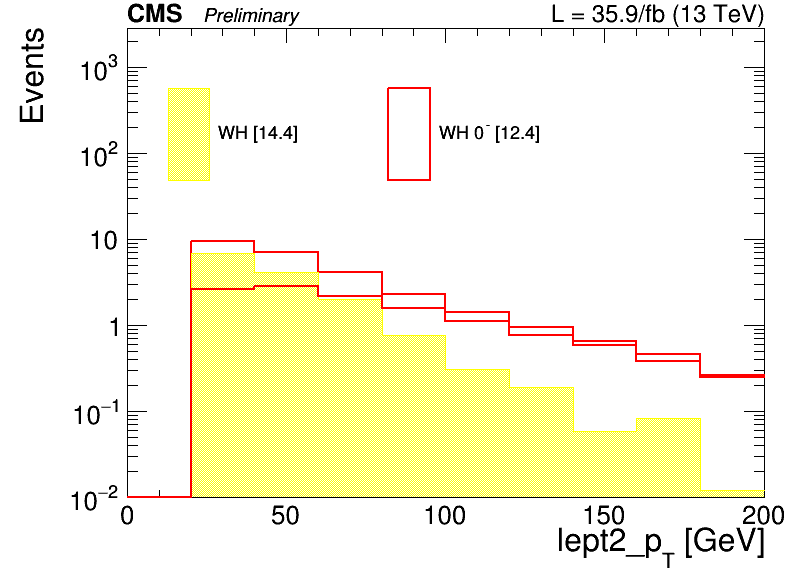 CMS Preliminary L = 35.9/fb (13 TeV)
Events
10³
10²
10
1
10⁻¹
10⁻²
WH [14.4]
WH 0⁻ [12.4]
0 50 100 150 200
lept2_p_T [GeV]